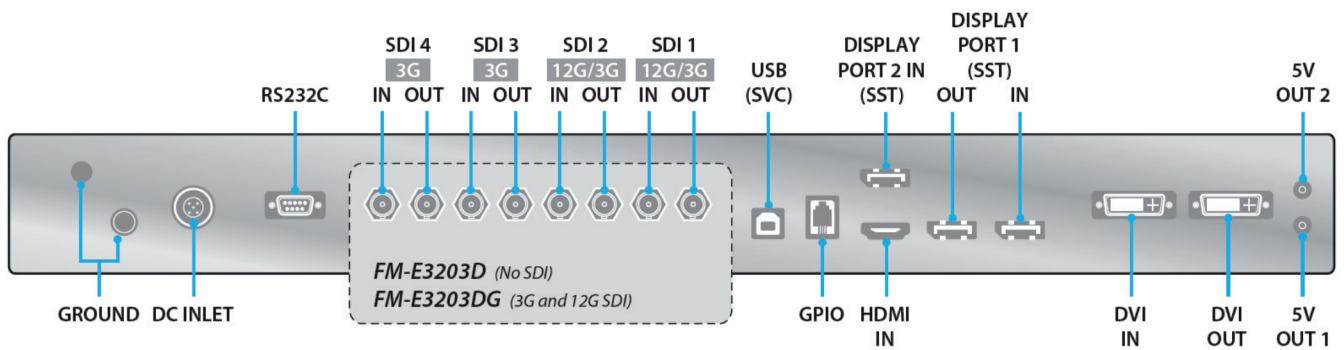 DISPLAY
SDI 4 SDI 3 SDI 2 SDI 1 DISPLAY PORT 1
3G 3G 12G/3G 12G/3G USB PORT 2 IN (SST) 5V
RS232C IN OUT IN OUT IN OUT IN OUT (SVC) (SST) OUT IN OUT 2
FM-E3203D (No SDI)
FM-E3203DG (3G and 12G SDI)
GROUND DC INLET GPIO HDMI DVI DVI 5V
IN IN OUT OUT 1